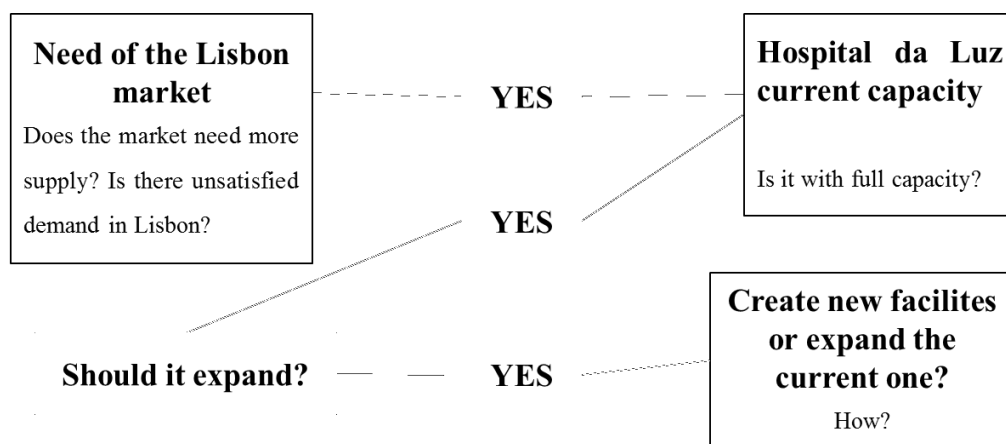 Need of the Lisbon
market
Does the market need more
supply? Is there unsatisfied
demand in Lisbon?
YES
Hospital da Luz
current capacity
Is it with full capacity?
YES
Should it expand?
YES
Create new facilites
or expand the
current one?
How?